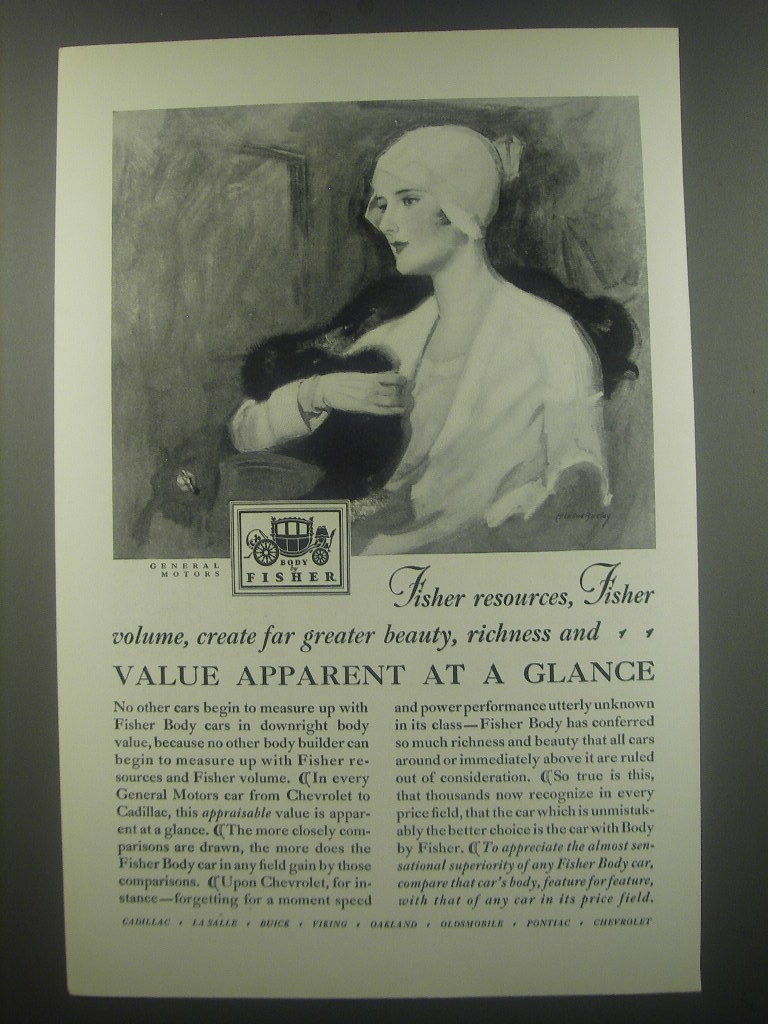 McClelland Barclay
GENERAL
MOTORS
BODY
by
FISHER
Fisher resources, Fisher
volume, create far greater beauty, richness and
VALUE APPARENT AT A GLANCE
No other cars begin to measure up with
Fisher Body cars in downright body
value, because no other body builder can
begin to measure up with Fisher re-
sources and Fisher volume. ⸿In every
General Motors car from Chevrolet to
Cadillac, this appraisable value is appar-
ent at a glance. ⸿The more closely com-
parisons are drawn, the more does the
Fisher Body car in any field gain by those
comparisons. ⸿Upon Chevrolet, for in-
stance—forgetting for a moment speed
and power performance utterly unknown
in its class—Fisher Body has conferred
so much richness and beauty that all cars
around or immediately above it are ruled
out of consideration. ⸿So true is this,
that thousands now recognize in every
price field, that the car which is unmistak-
ably the better choice is the car with Body
by Fisher. ⸿To appreciate the almost sen-
sational superiority of any Fisher Body car,
compare that car's body, feature for feature,
with that of any car in its price field.
CADILLAC , LA SALLE , BUICK , VIKING , OAKLAND , OLDSMOBILE , PONTIAC , CHEVROLET